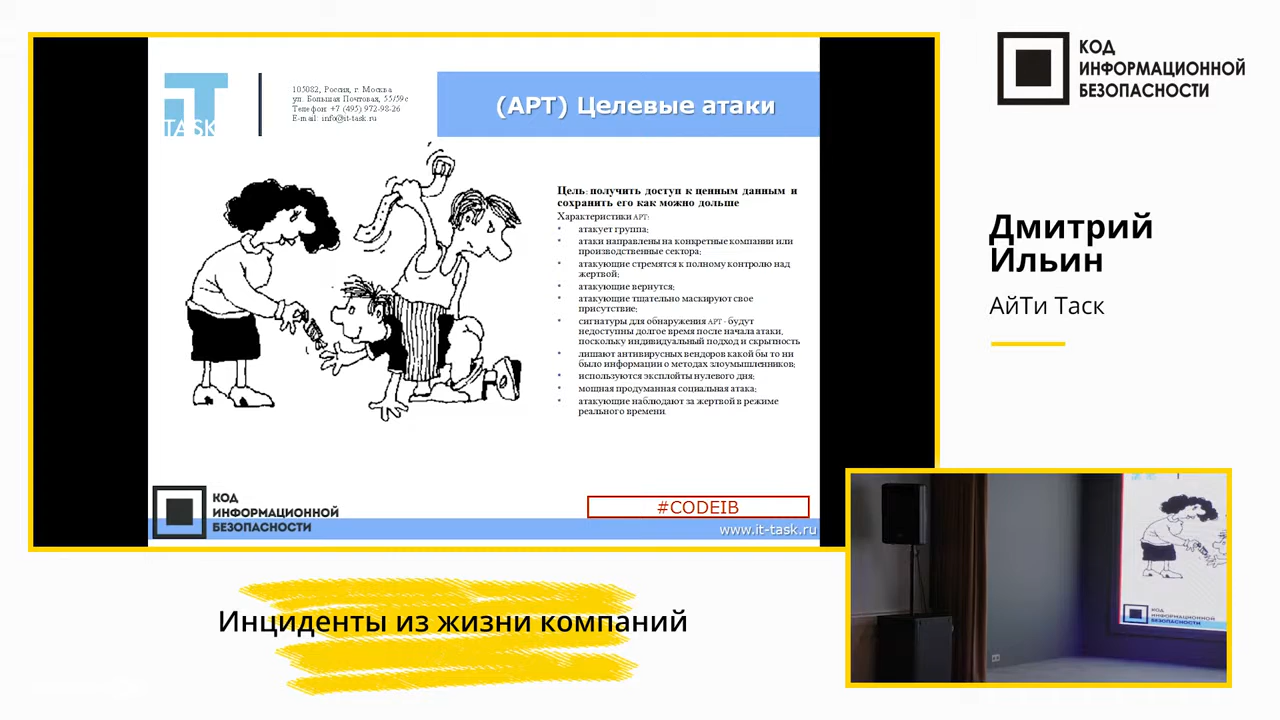 TASK
105082, Россия, г. Москва
ул. Большая Почтовая, 55/59с
Телефон: +7 (495) 972-98-26
E-mail: info@it-task.ru
(APT) Целевые атаки
Цель: получить доступ к ценным данным и
сохранить его как можно дольше
Характеристики APT:
атакует группа;
атаки направлены на конкретные компании или
производственные сектора;
атакующие стремятся к полному контролю над
жертвой;
атакующие вернутся;
атакующие тщательно маскируют свое
присутствие;
сигнатуры для обнаружения APT - будут
недоступны долгое время после начала атаки,
поскольку индивидуальный подход и скрытность
лишают антивирусных вендоров какой бы то ни
было информации о методах злоумышленников;
используются эксплойты нулевого дня;
мощная продуманная социальная атака;
атакующие наблюдают за жертвой в режиме
реального времени.
КОД
ИНФОРМАЦИОННОЙ
БЕЗОПАСНОСТИ
#CODEIB
www.it-task.ru
КОД
ИНФОРМАЦИОННОЙ
БЕЗОПАСНОСТИ
Дмитрий
Ильин
АйТи Таск
КОД
ИНФОРМАЦИОННОЙ
БЕЗОПАСНОСТИ
Инциденты из жизни компаний